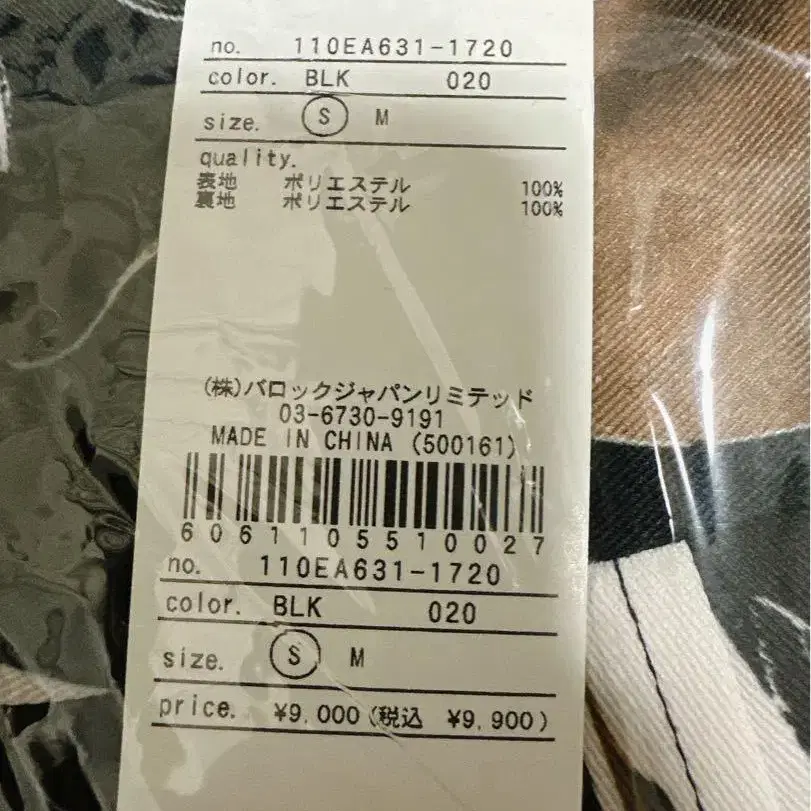 no. 110EA631-1720
color. BLK 020
size. S M
quality.
表地 ポリエステル 100%
裏地 ポリエステル 100%
(株)バロックジャパンリミテッド
03-6730-9191
MADE IN CHINA (500161)
6061105510027
no. 110EA631-1720
color. BLK 020
size. S M
price. ¥9,000(税込 ¥9,900)